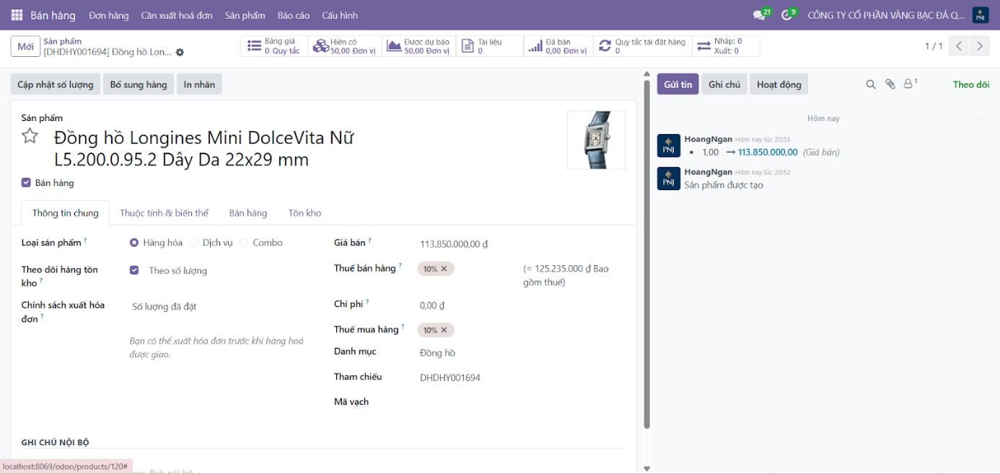 Bán hàng Đơn hàng Cần xuất hoá đơn Sản phẩm Báo cáo Cấu hình 21 9 CÔNG TY CỔ PHẦN VÀNG BẠC ĐÁ Q... PNJ
Mới Sản phẩm
[DHDHY001694] Đồng hồ Lon...
Bảng giá
0 Quy tắc
Hiện có
50,00 Đơn vị
Được dự báo
50,00 Đơn vị
Tài liệu
0
Đã bán
0,00 Đơn vị
Quy tắc tái đặt hàng
0
Nhập: 0
Xuất: 0
1 / 1
Cập nhật số lượng Bổ sung hàng In nhãn
Sản phẩm
Đồng hồ Longines Mini DolceVita Nữ
L5.200.0.95.2 Dây Da 22x29 mm
Bán hàng
Thông tin chung Thuộc tính & biến thể Bán hàng Tồn kho
Loại sản phẩm ? Hàng hóa Dịch vụ Combo
Theo dõi hàng tồn
kho ?
Theo số lượng
Chính sách xuất hóa
đơn ?
Số lượng đã đặt
Bạn có thể xuất hóa đơn trước khi hàng hoá
được giao.
Giá bán ? 113.850.000,00 ₫
Thuế bán hàng ? 10% ✕ (= 125.235.000 ₫ Bao
gồm thuế)
Chi phí ? 0,00 ₫
Thuế mua hàng ? 10% ✕
Danh mục Đồng hồ
Tham chiếu DHDHY001694
Mã vạch
GHI CHÚ NỘI BỘ
localhost:8069/odoo/products/120#
Gửi tin Ghi chú Hoạt động 1 Theo dõi
Hôm nay
PNJ
HoangNgan Hôm nay lúc 20:53
• 1,00 → 113.850.000,00 (Giá bán)
PNJ
HoangNgan Hôm nay lúc 20:52
Sản phẩm được tạo